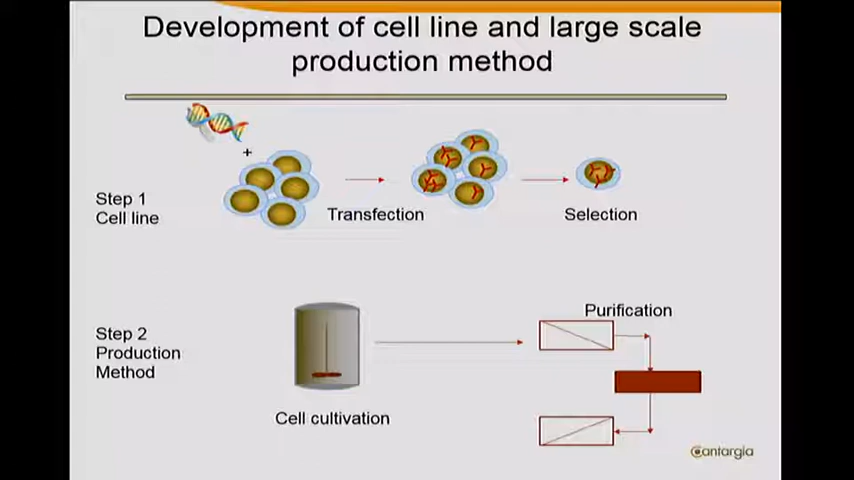 Development of cell line and large scale
production method
+
Step 1
Cell line
Transfection
Selection
Step 2
Production
Method
Cell cultivation
Purification
Cantargia